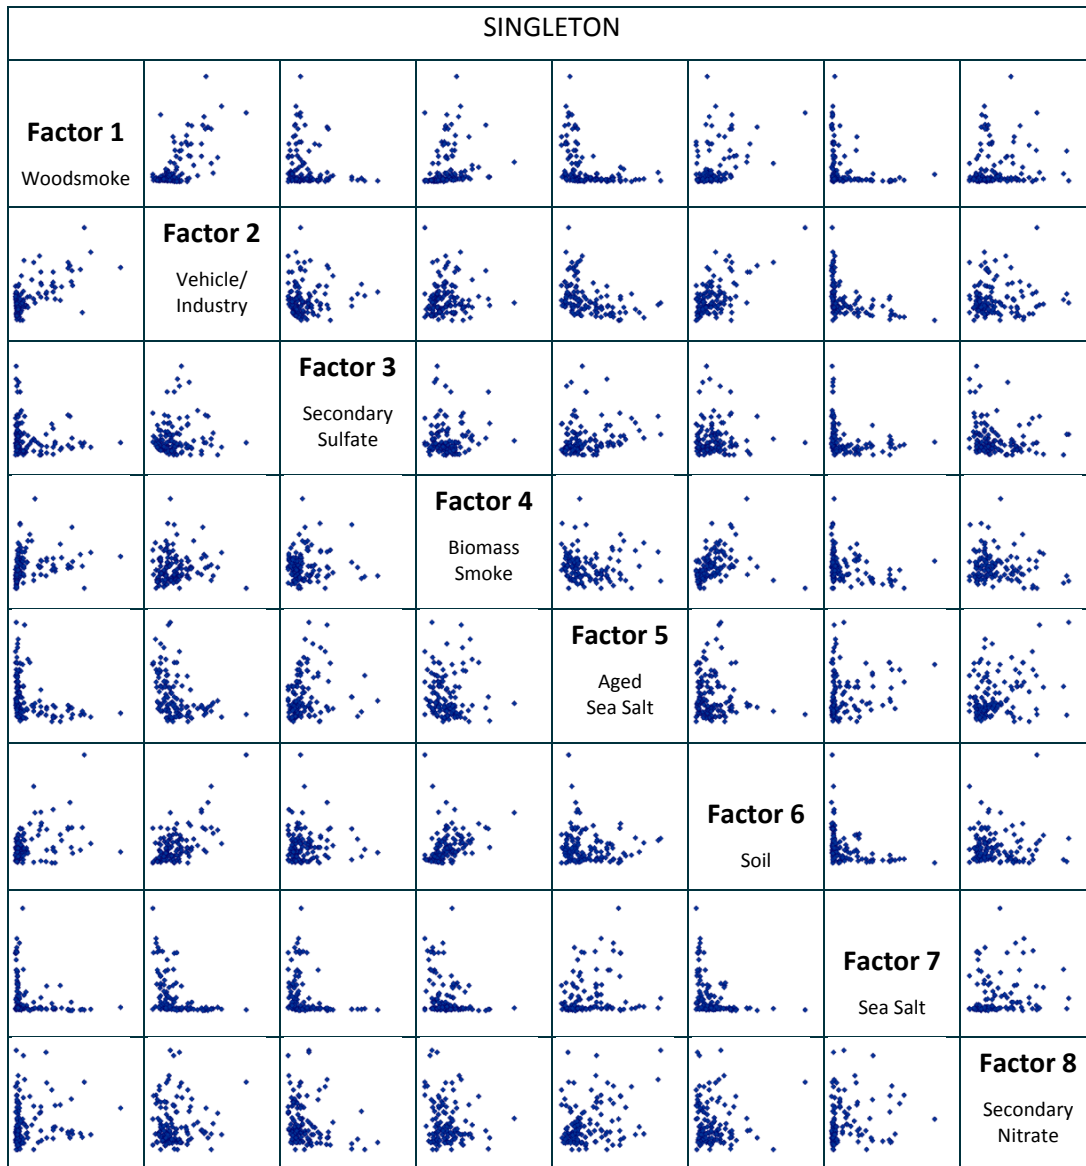 SINGLETON
Factor 1
Woodsmoke
Factor 2
Vehicle/
Industry
Factor 3
Secondary
Sulfate
Factor 4
Biomass
Smoke
Factor 5
Aged
Sea Salt
Factor 6
Soil
Factor 7
Sea Salt
Factor 8
Secondary
Nitrate